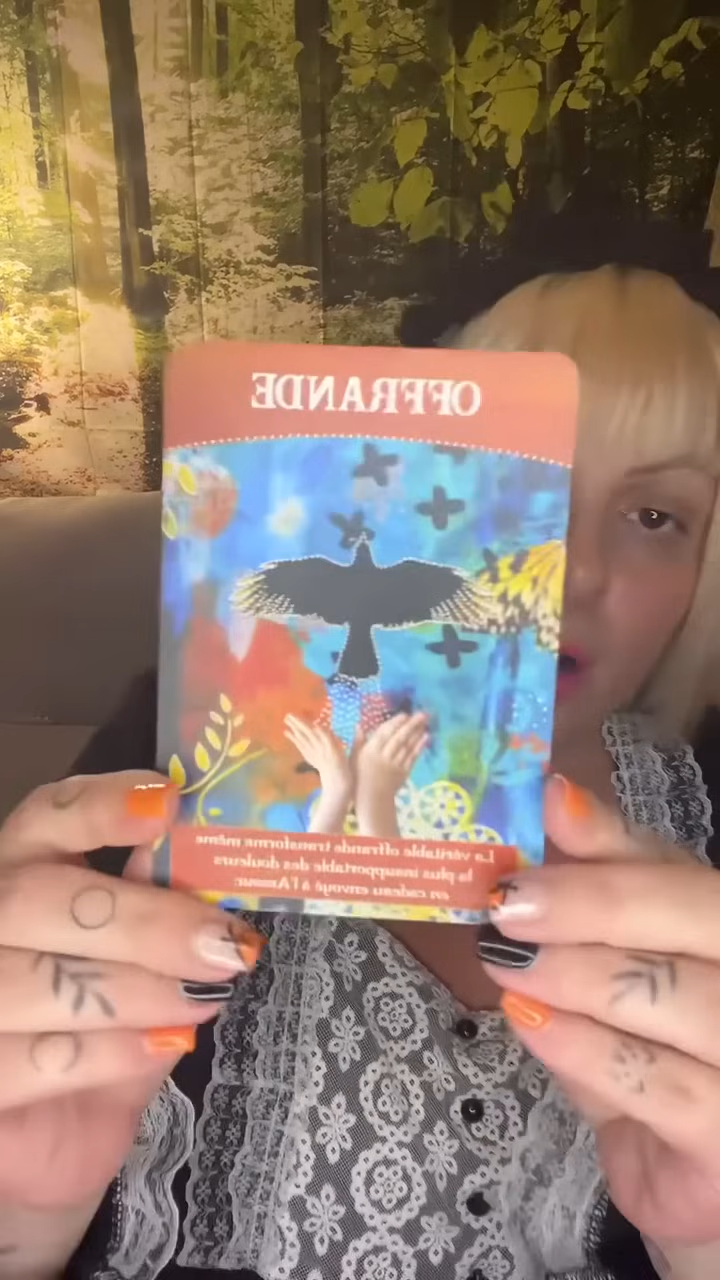 OFFRANDE
La véritable offrande transforme même
la plus insupportable des douleurs
en cadeau envoyé à l'Amour.